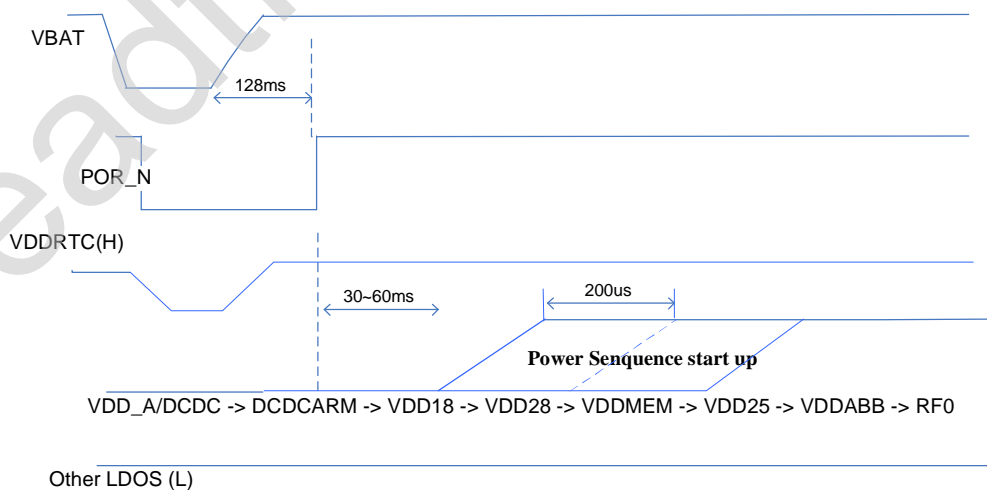 VBAT
128ms
POR_N
VDDRTC(H)
30~60ms
200us
Power Senquence start up
VDD_A/DCDC -> DCDCARM -> VDD18 -> VDD28 -> VDDMEM -> VDD25 -> VDDABB -> RF0
Other LDOS (L)